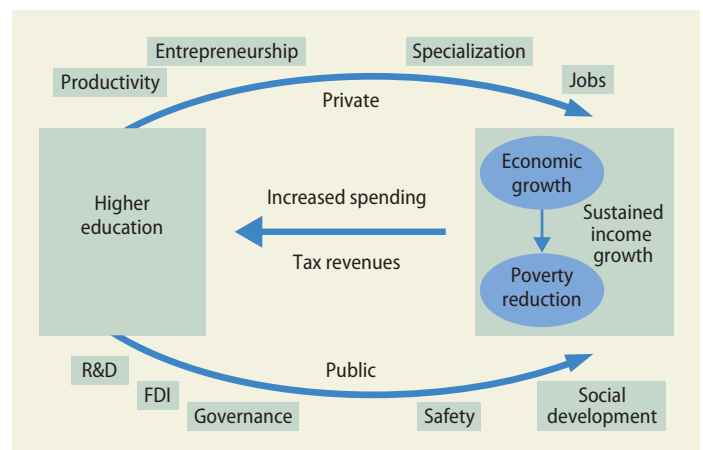 Entrepreneurship
Specialization
Productivity
Jobs
Private
Higher
education
Increased spending
Tax revenues
Economic
growth
Sustained
income
growth
Poverty
reduction
R&D
Public
FDI
Governance
Safety
Social
development